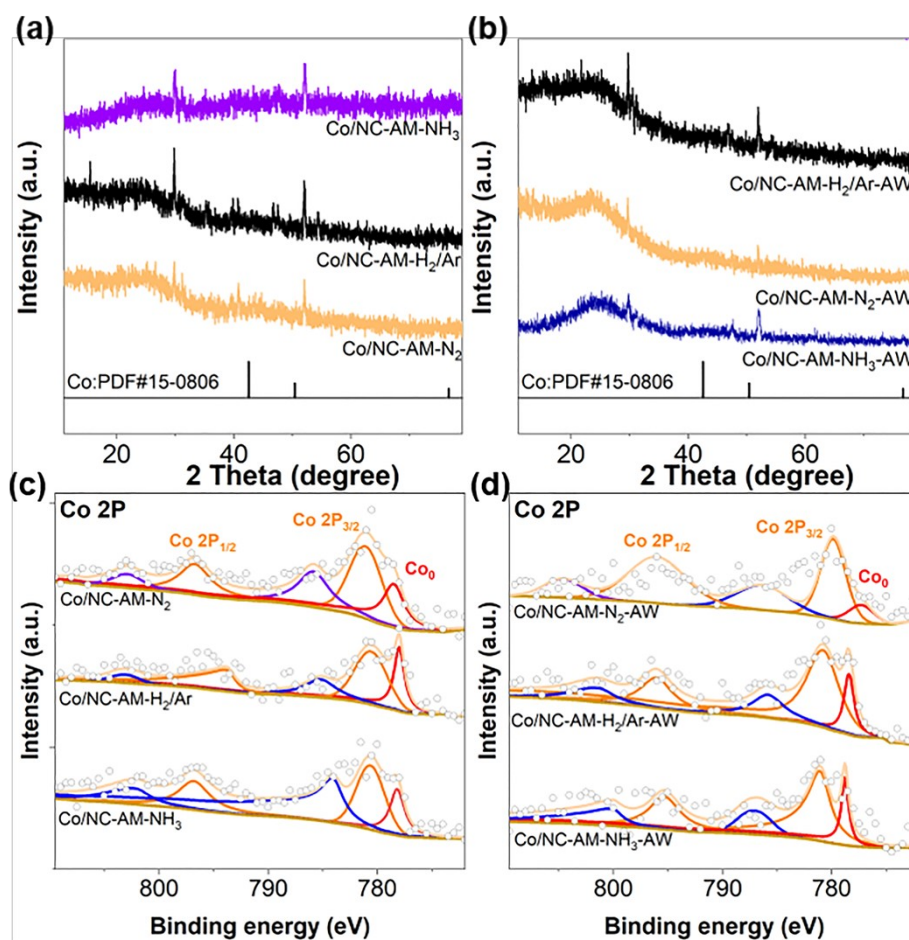 (a)
Intensity (a.u.)
Co/NC-AM-NH₃
Co/NC-AM-H₂/Ar
Co/NC-AM-N₂
Co:PDF#15-0806
20 40 60
2 Theta (degree)
(b)
Intensity (a.u.)
Co/NC-AM-H₂/Ar-AW
Co/NC-AM-N₂-AW
Co/NC-AM-NH₃-AW
Co:PDF#15-0806
20 40 60
2 Theta (degree)
(c)
Intensity (a.u.)
Co 2P
Co 2P₁/₂
Co 2P₃/₂
Co₀
Co/NC-AM-N₂
Co/NC-AM-H₂/Ar
Co/NC-AM-NH₃
800 790 780
Binding energy (eV)
(d)
Intensity (a.u.)
Co 2P
Co 2P₁/₂
Co 2P₃/₂
Co₀
Co/NC-AM-N₂-AW
Co/NC-AM-H₂/Ar-AW
Co/NC-AM-NH₃-AW
800 790 780
Binding energy (eV)